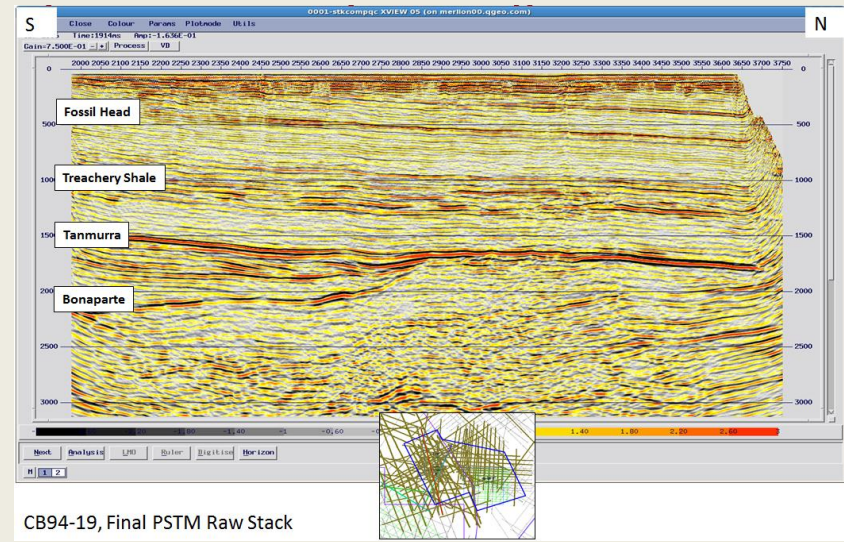 0001-stkcompqc XVIEW 05 (on merlion00.qgeo.com)
S
N
Close Colour Params Plotmode Utils
Time:1914ms Amp:-1.636E-01
Gain=7.500E-01 - + Process VD
2000 2050 2100 2150 2200 2250 2300 2350 2400 2450 2500 2550 2600 2650 2700 2750 2800 2850 2900 2950 3000 3050 3100 3150 3200 3250 3300 3350 3400 3450 3500 3550 3600 3650 3700 3750
0 0
Fossil Head
500 500
Treachery Shale
1000 1000
Tanmurra
1500 1500
Bonaparte
2000 2000
2500 2500
3000 3000
-1 -0.60 1.40 1.80 2.20 2.60 3
Next Analysis LMO Ruler Digitise Horizon
M 1 2
CB94-19, Final PSTM Raw Stack